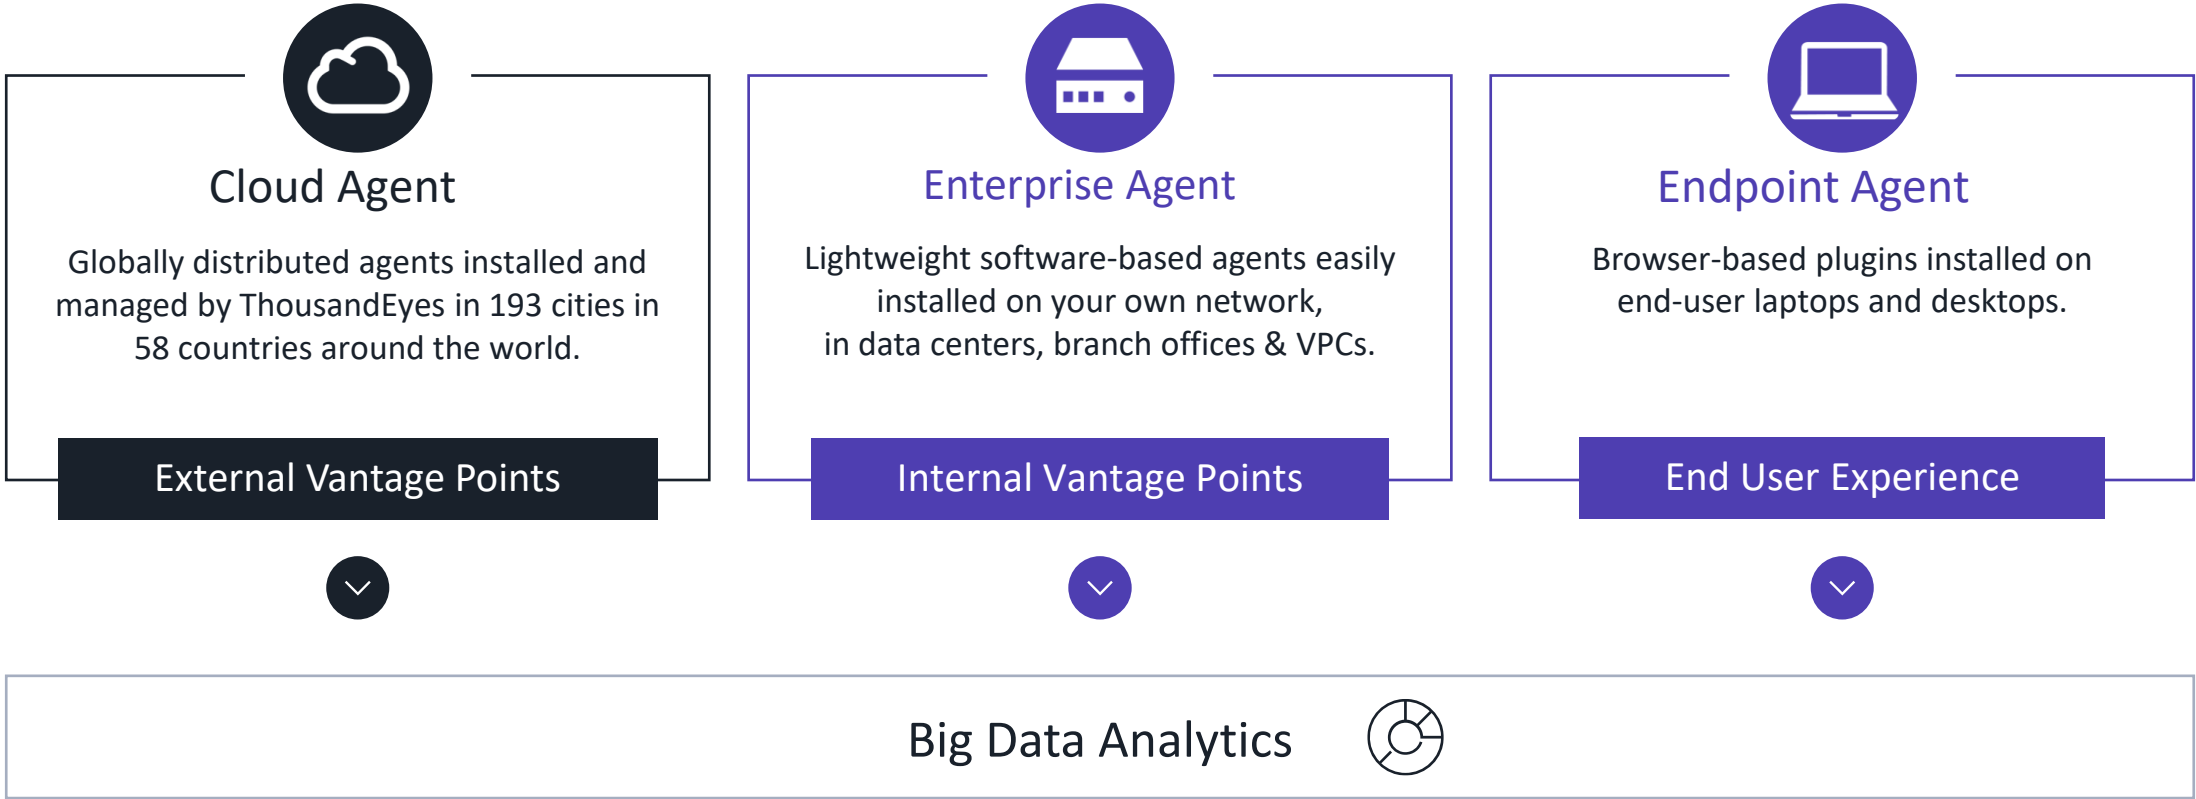 Cloud Agent
Globally distributed agents installed and
managed by ThousandEyes in 193 cities in
58 countries around the world.
External Vantage Points
Enterprise Agent
Lightweight software-based agents easily
installed on your own network,
in data centers, branch offices & VPCs.
Internal Vantage Points
Endpoint Agent
Browser-based plugins installed on
end-user laptops and desktops.
End User Experience
Big Data Analytics